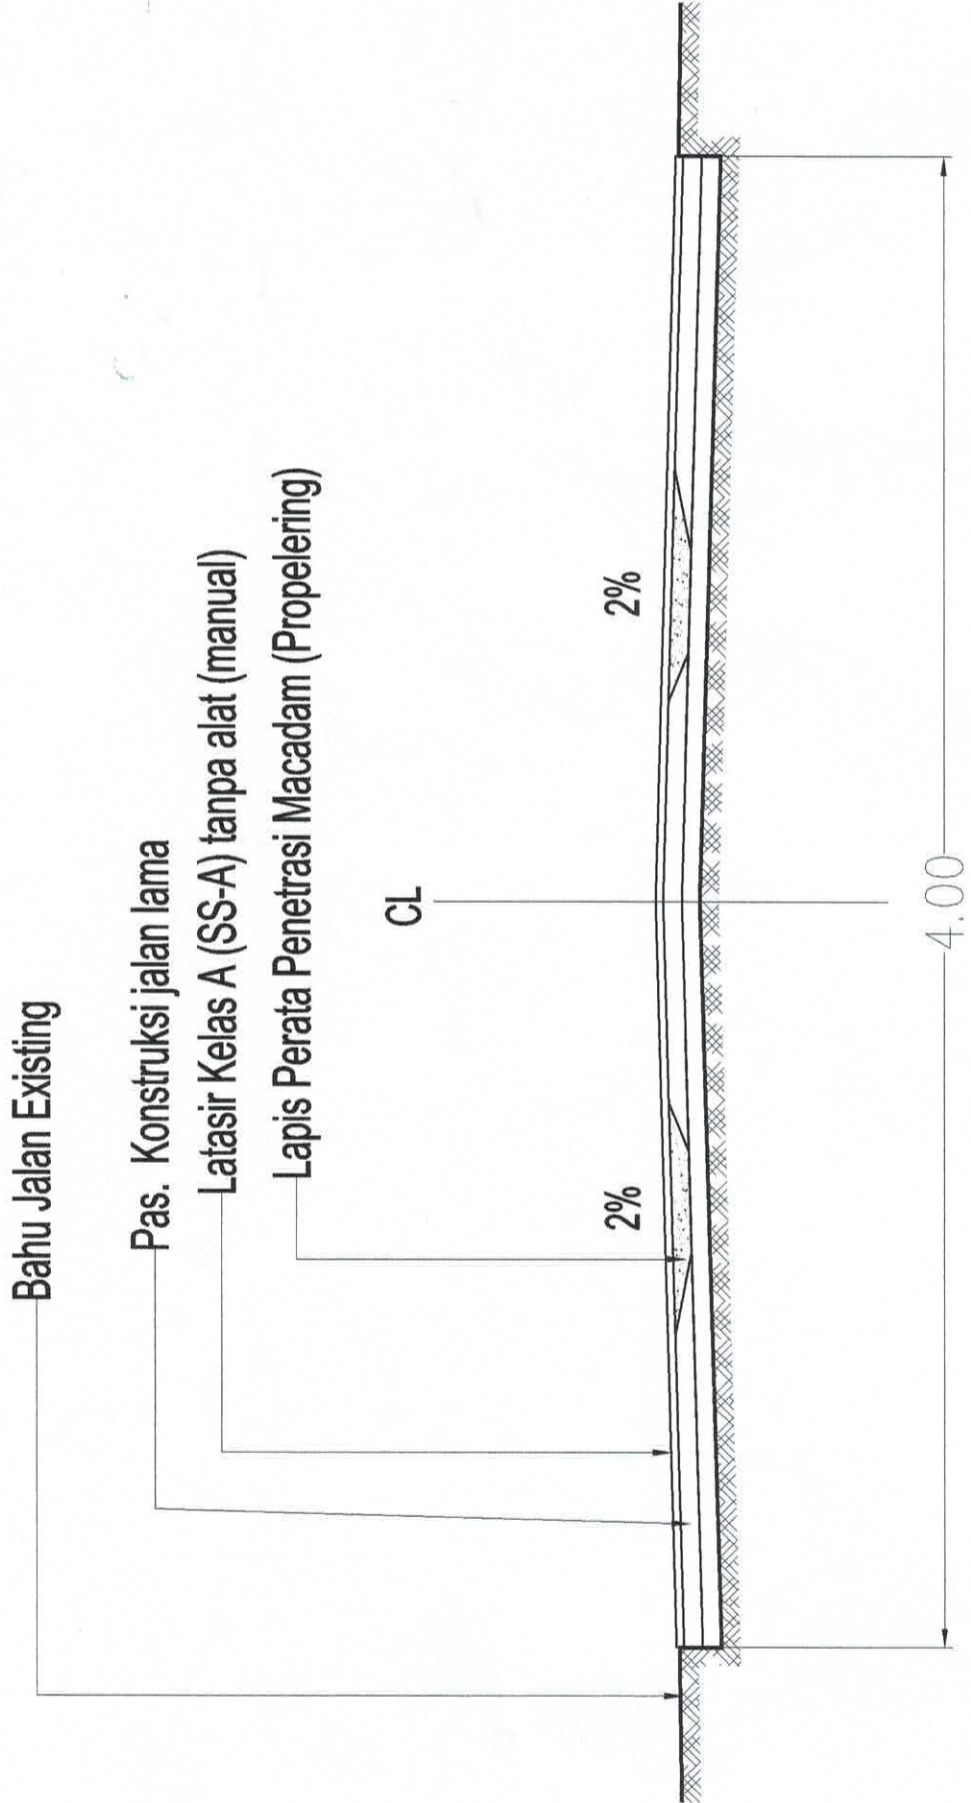 Bahu Jalan Existing
Pas. Konstruksi jalan lama
Latasir Kelas A (SS-A) tanpa alat (manual)
Lapis Perata Penetrasi Macadam (Propelering)
CL
2%
2%
4.00